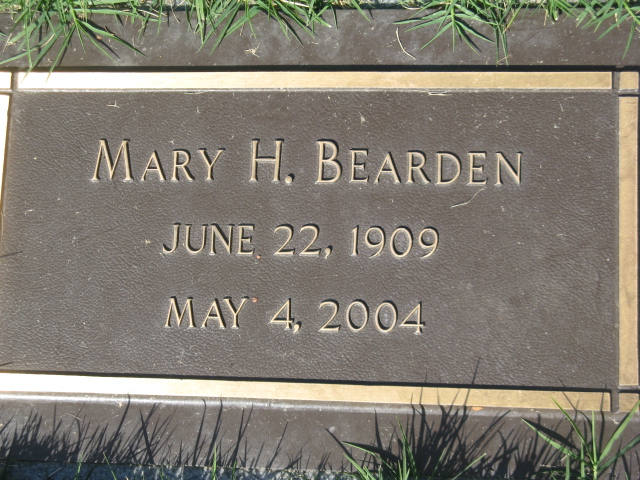 Mary H. Bearden
June 22, 1909
May 4, 2004